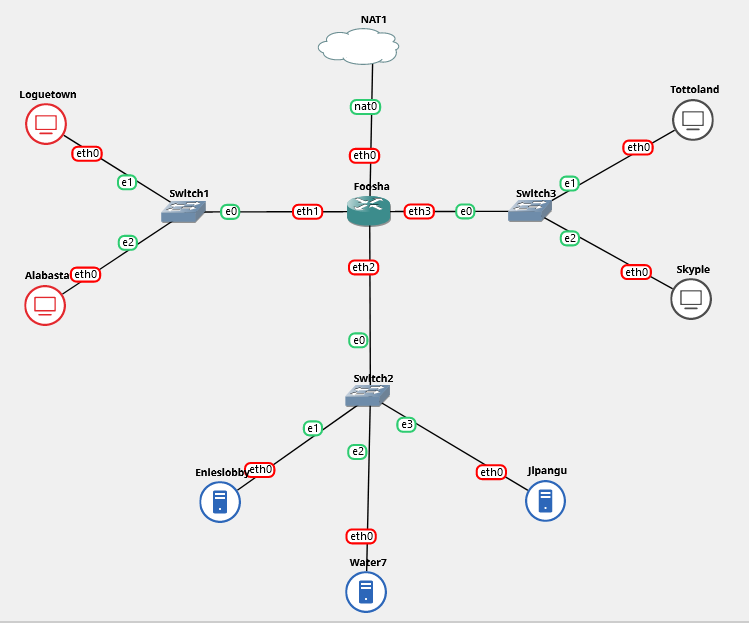 NAT1
Loguetown
Tottoland
nat0
eth0
eth0
eth0
e1
e1
Switch1
Foosha
Switch3
e0
eth1
eth3
e0
e2
e2
Alabasta
eth0
eth2
eth0
Skyple
e0
Switch2
e1
e2
e3
Enieslobby
eth0
eth0
Jipangu
eth0
Water7